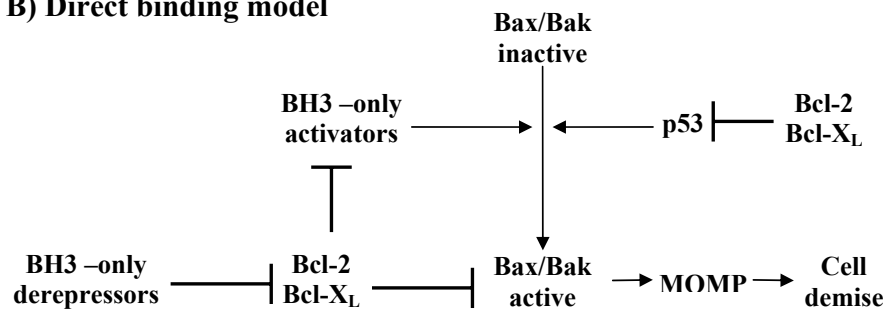 B) Direct binding model
Bax/Bak
inactive
BH3 –only
activators
p53
Bcl-2
Bcl-XL
BH3 –only
derepressors
Bcl-2
Bcl-XL
Bax/Bak
active
MOMP
Cell
demise